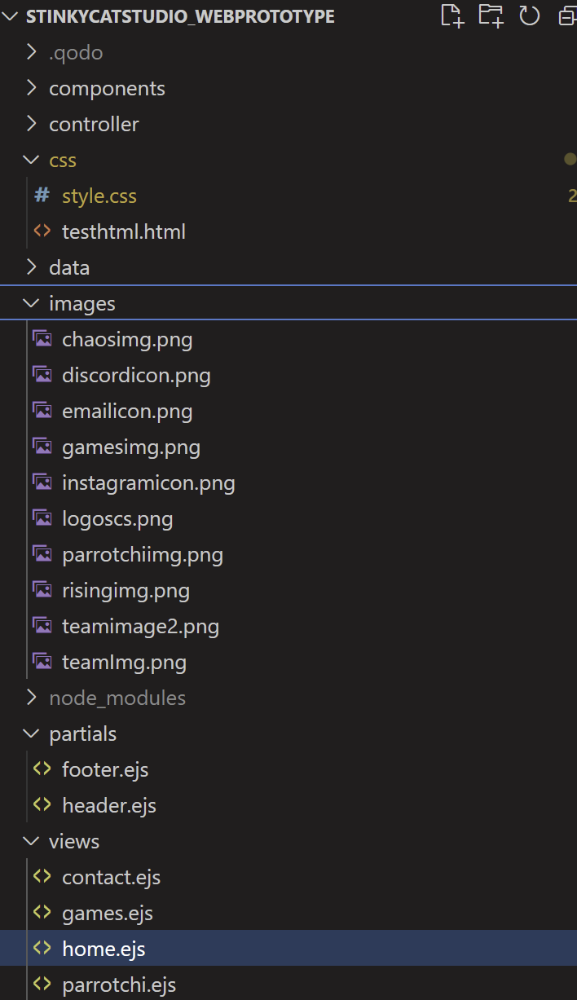 STINKYCATSTUDIO_WEBPROTOTYPE
.qodo
components
controller
css
# style.css 2
<> testhtml.html
data
images
chaosimg.png
discordicon.png
emailicon.png
gamesimg.png
instagramicon.png
logoscs.png
parrotchiimg.png
risingimg.png
teamimage2.png
teamImg.png
node_modules
partials
<> footer.ejs
<> header.ejs
views
<> contact.ejs
<> games.ejs
<> home.ejs
<> parrotchi.ejs